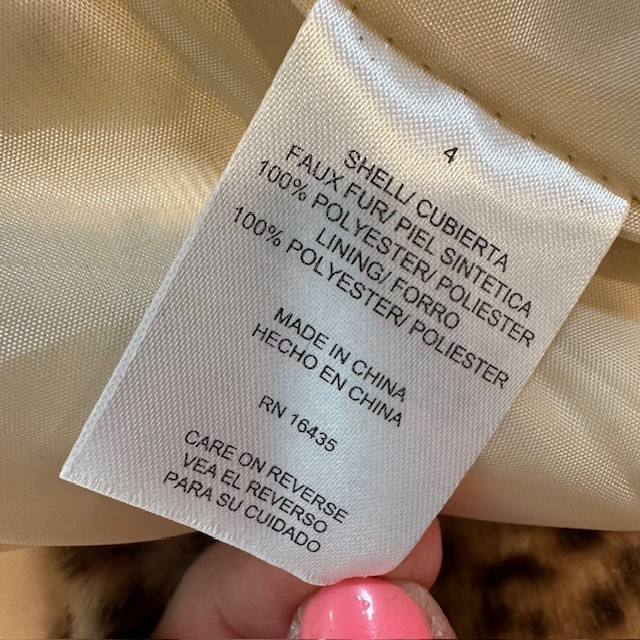 4
SHELL/ CUBIERTA
FAUX FUR/ PIEL SINTETICA
100% POLYESTER/ POLIESTER
LINING/ FORRO
100% POLYESTER/ POLIESTER
MADE IN CHINA
HECHO EN CHINA
RN 16435
CARE ON REVERSE
VEA EL REVERSO
PARA SU CUIDADO